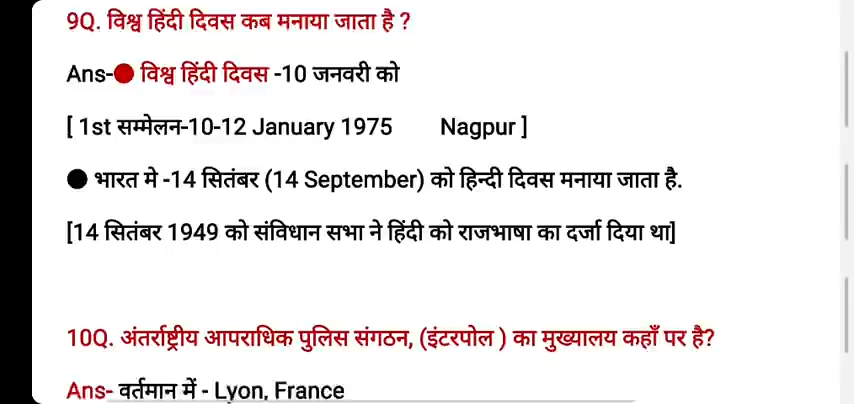 9Q. विश्व हिंदी दिवस कब मनाया जाता है ?
Ans-● विश्व हिंदी दिवस -10 जनवरी को
[ 1st सम्मेलन-10-12 January 1975 Nagpur ]
● भारत मे -14 सितंबर (14 September) को हिन्दी दिवस मनाया जाता है.
[14 सितंबर 1949 को संविधान सभा ने हिंदी को राजभाषा का दर्जा दिया था]
10Q. अंतर्राष्ट्रीय आपराधिक पुलिस संगठन, (इंटरपोल ) का मुख्यालय कहाँ पर है?
Ans- वर्तमान में - Lyon, France